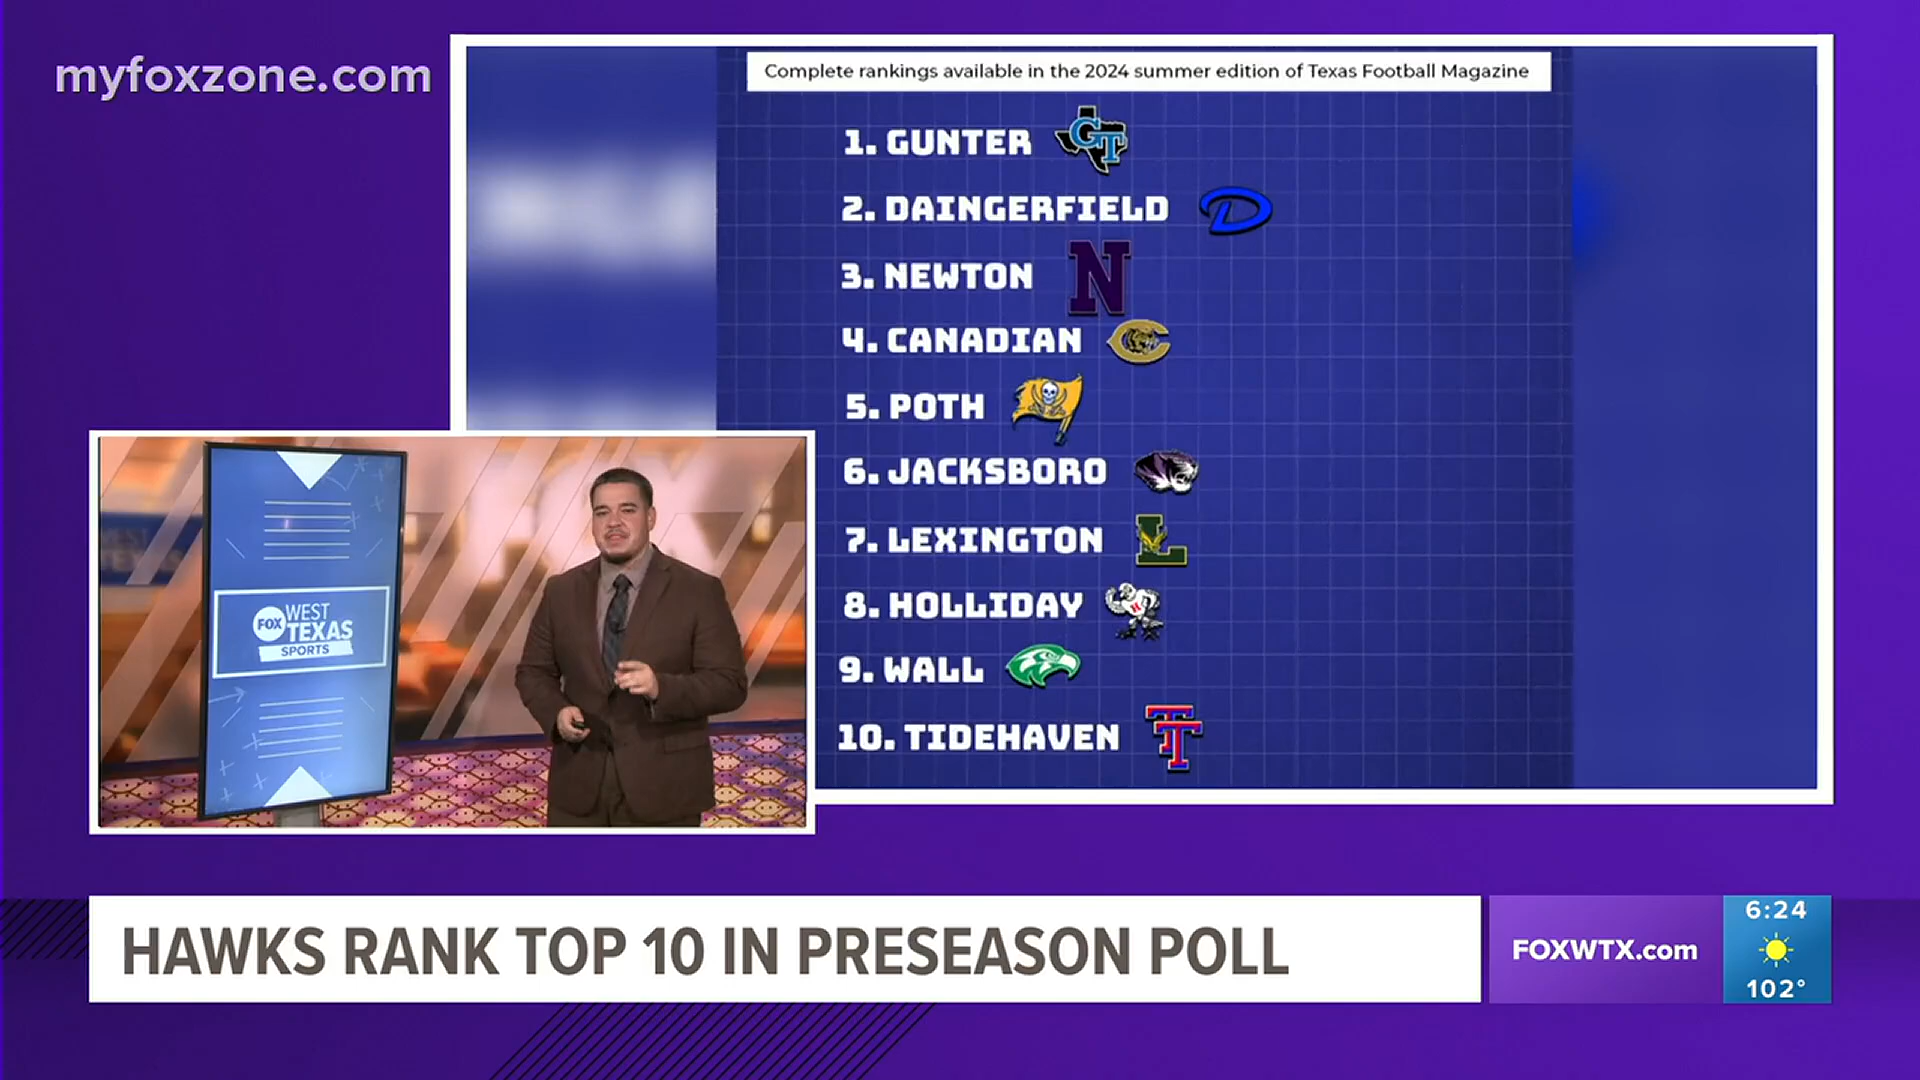 myfoxzone.com
Complete rankings available in the 2024 summer edition of Texas Football Magazine
1. GUNTER
GT
2. DAINGERFIELD
D
3. NEWTON
N
4. CANADIAN
C
5. POTH
6. JACKSBORO
7. LEXINGTON
L
8. HOLLIDAY
H
9. WALL
10. TIDEHAVEN
TT
FOX WEST
TEXAS
SPORTS
HAWKS RANK TOP 10 IN PRESEASON POLL
FOXWTX.com
6:24
102°